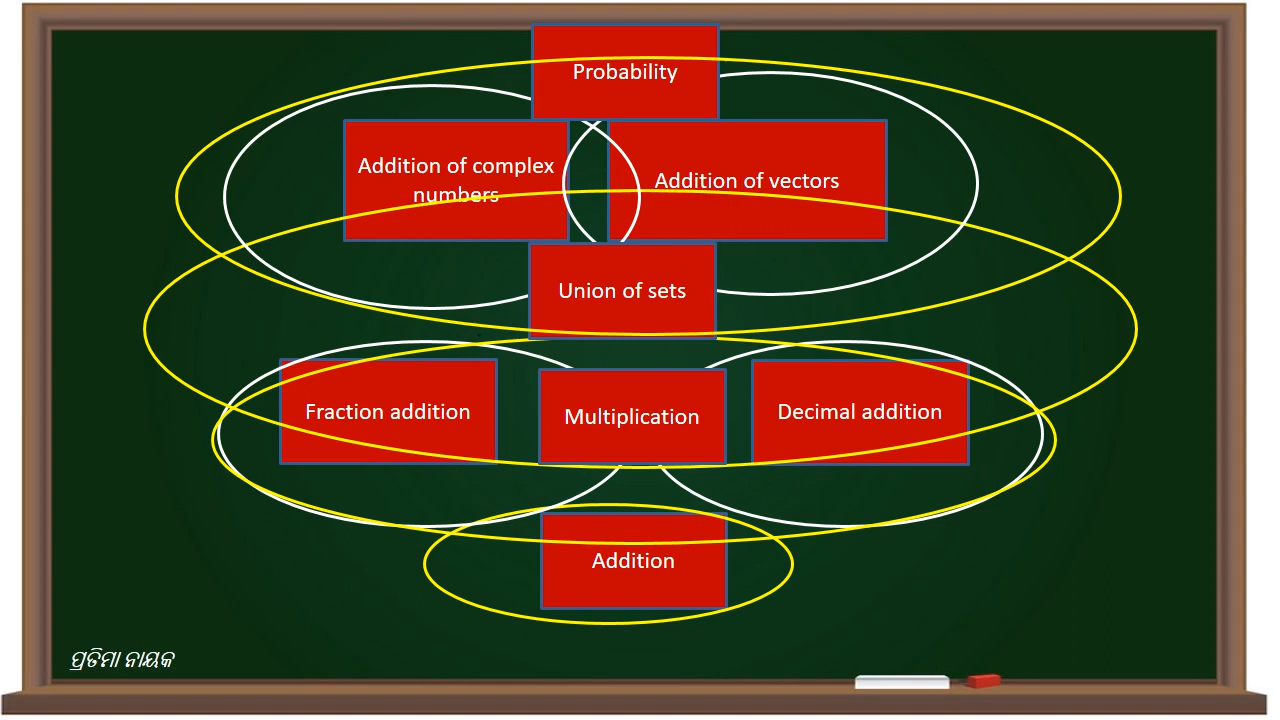 Probability
Addition of complex
numbers
Addition of vectors
Union of sets
Fraction addition
Multiplication
Decimal addition
Addition
ପ୍ରତିମା ନାୟକ